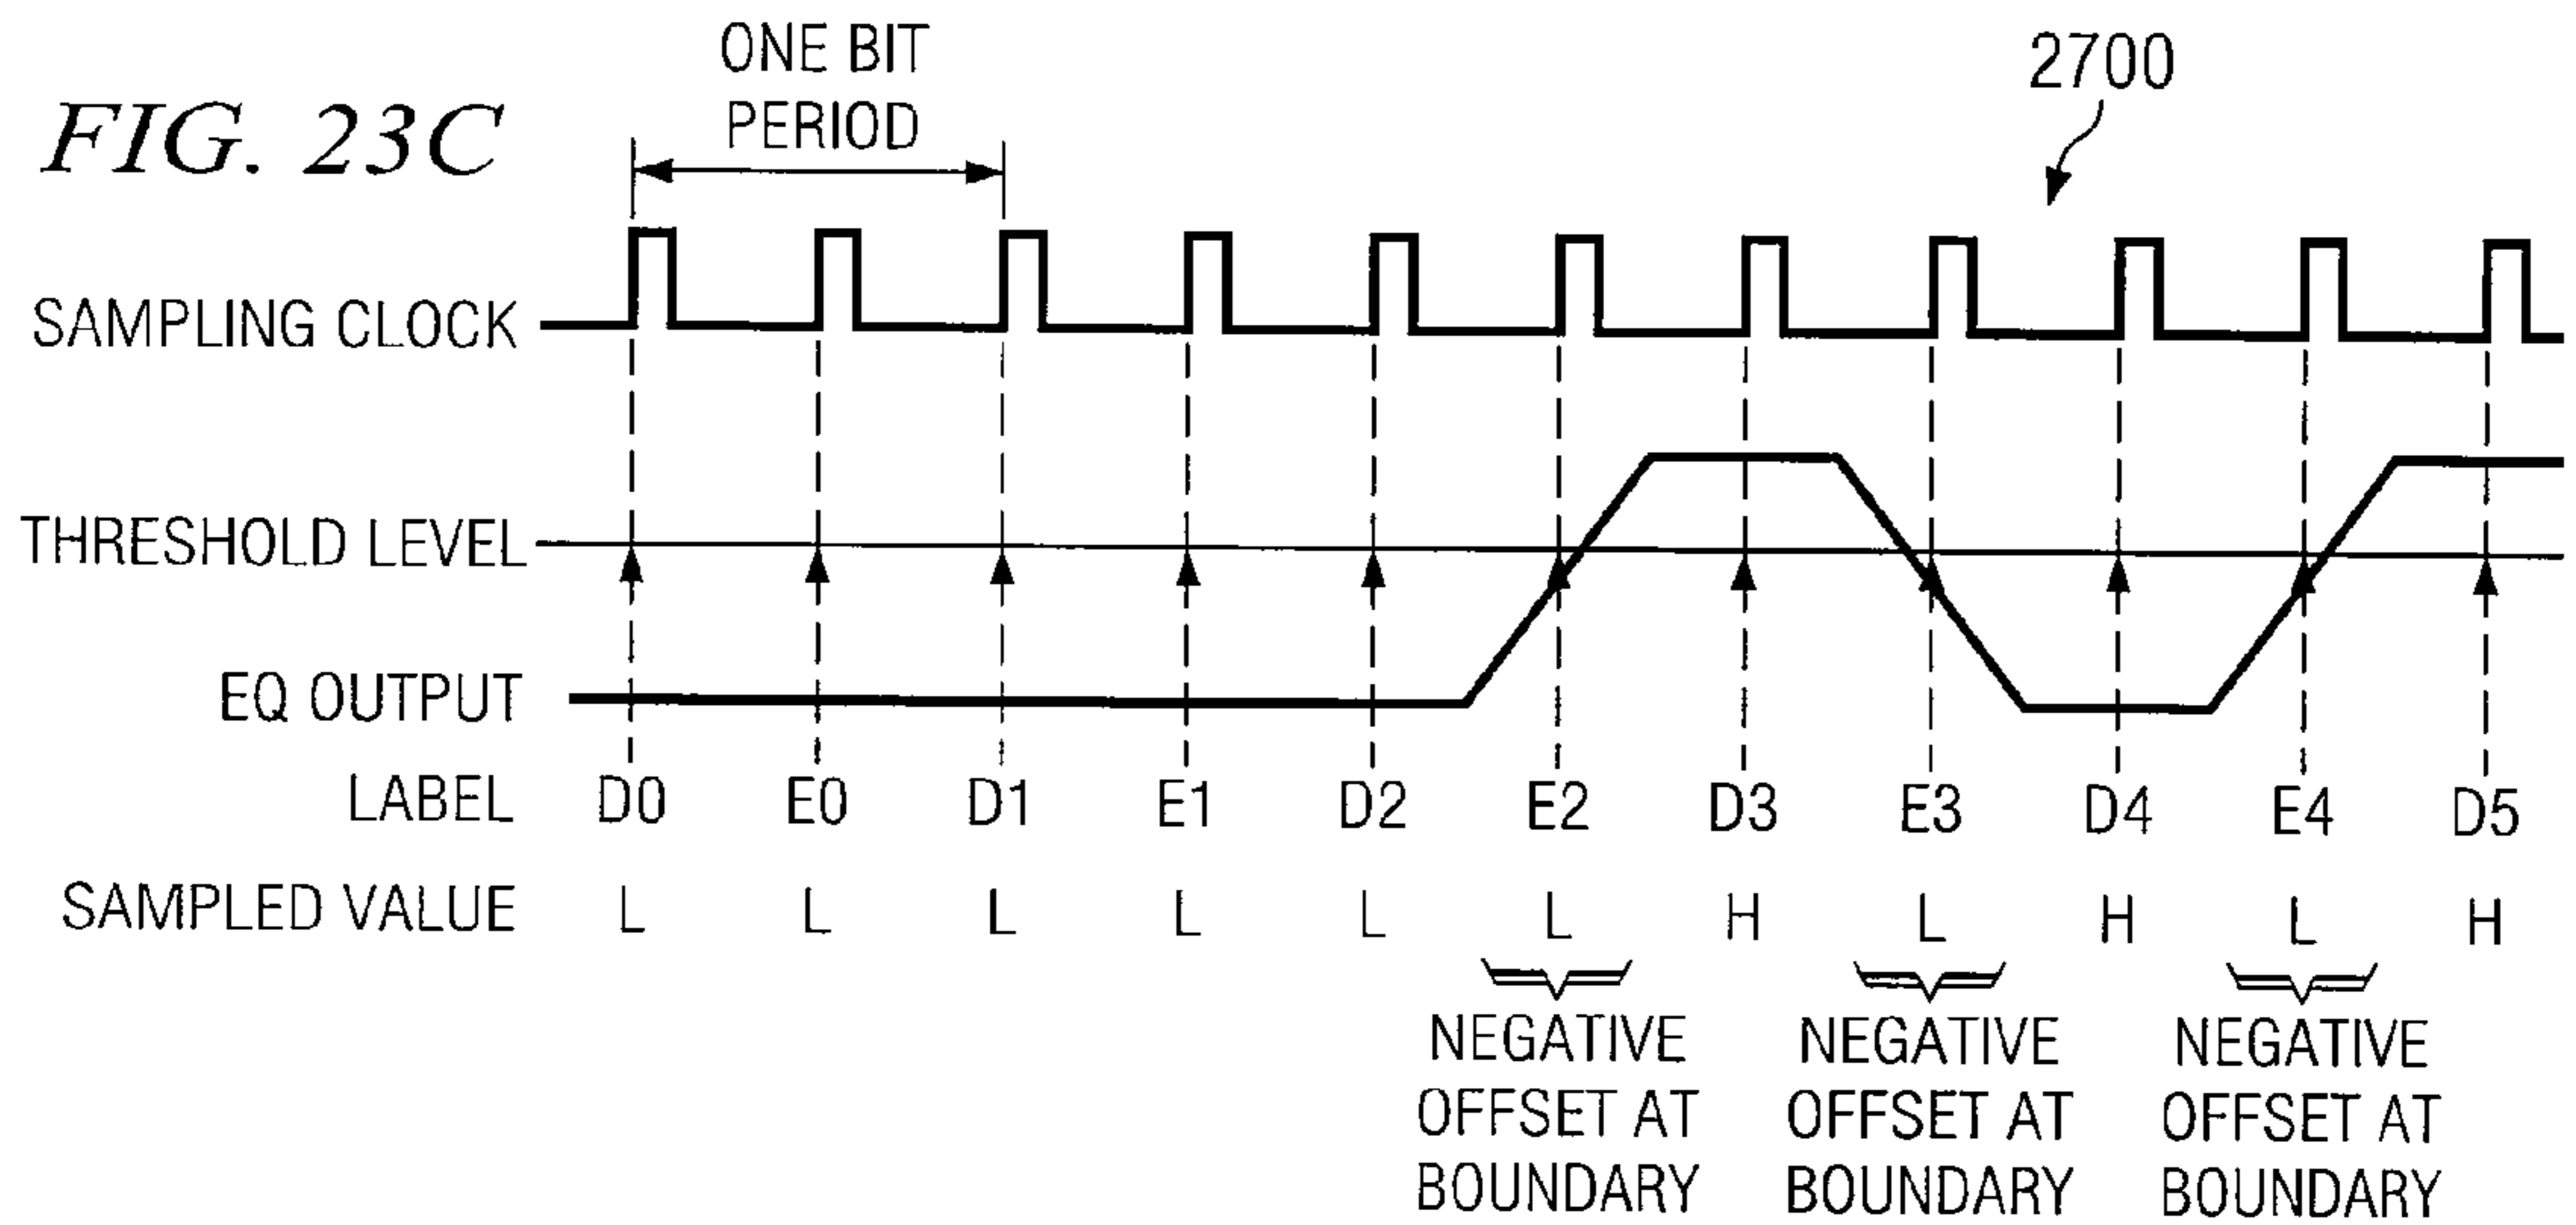 FIG. 23C
ONE BIT
PERIOD
2700
SAMPLING CLOCK
THRESHOLD LEVEL
EQ OUTPUT
LABEL D0 E0 D1 E1 D2 E2 D3 E3 D4 E4 D5
SAMPLED VALUE L L L L L L H L H L H
NEGATIVE OFFSET AT BOUNDARY
NEGATIVE OFFSET AT BOUNDARY
NEGATIVE OFFSET AT BOUNDARY